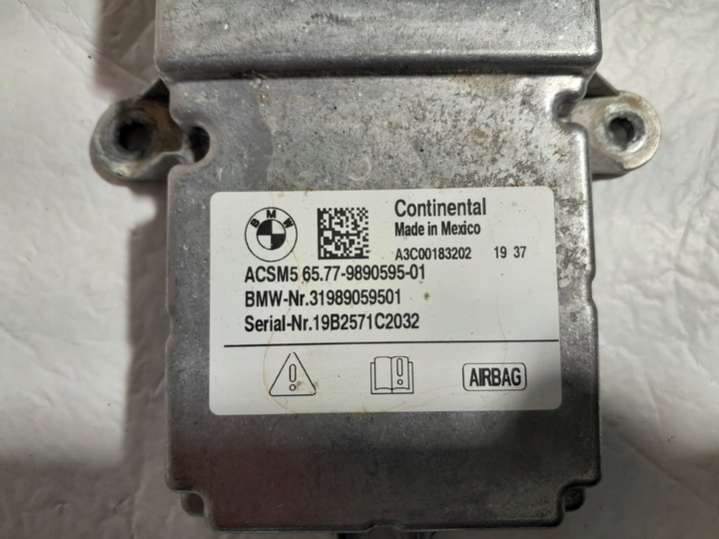 BMW
Continental
Made in Mexico
A3C00183202 19 37
ACSM5 65.77-9890595-01
BMW-Nr.31989059501
Serial-Nr.19B2571C2032
AIRBAG